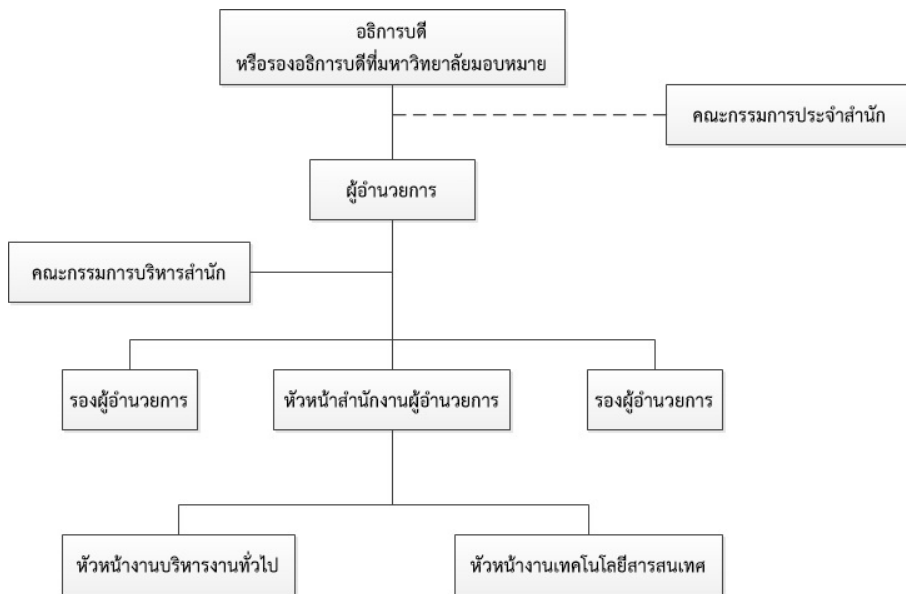 อธิการบดี
หรือรองอธิการบดีที่มหาวิทยาลัยมอบหมาย
คณะกรรมการประจำสำนัก
ผู้อำนวยการ
คณะกรรมการบริหารสำนัก
รองผู้อำนวยการ
หัวหน้าสำนักงานผู้อำนวยการ
รองผู้อำนวยการ
หัวหน้างานบริหารงานทั่วไป
หัวหน้างานเทคโนโลยีสารสนเทศ